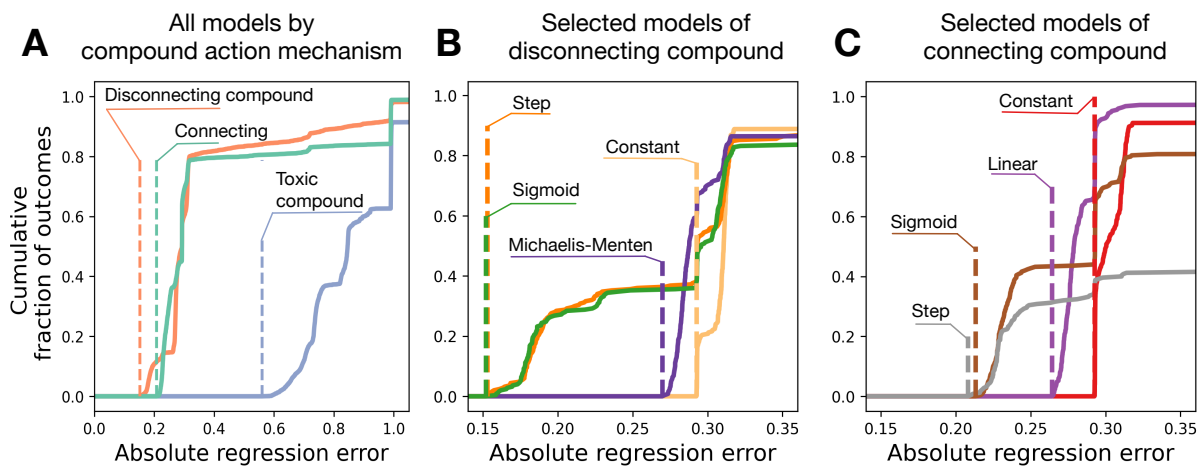 A
All models by
compound action mechanism
Cumulative
fraction of outcomes
1.0
0.8
0.6
0.4
0.2
0.0
Disconnecting compound
Connecting
Toxic
compound
0.0
0.2
0.4
0.6
0.8
1.0
Absolute regression error
B
Selected models of
disconnecting compound
1.0
0.8
0.6
0.4
0.2
0.0
Step
Constant
Sigmoid
Michaelis-Menten
0.15
0.20
0.25
0.30
0.35
Absolute regression error
C
Selected models of
connecting compound
1.0
0.8
0.6
0.4
0.2
0.0
Constant
Linear
Sigmoid
Step
0.15
0.20
0.25
0.30
0.35
Absolute regression error